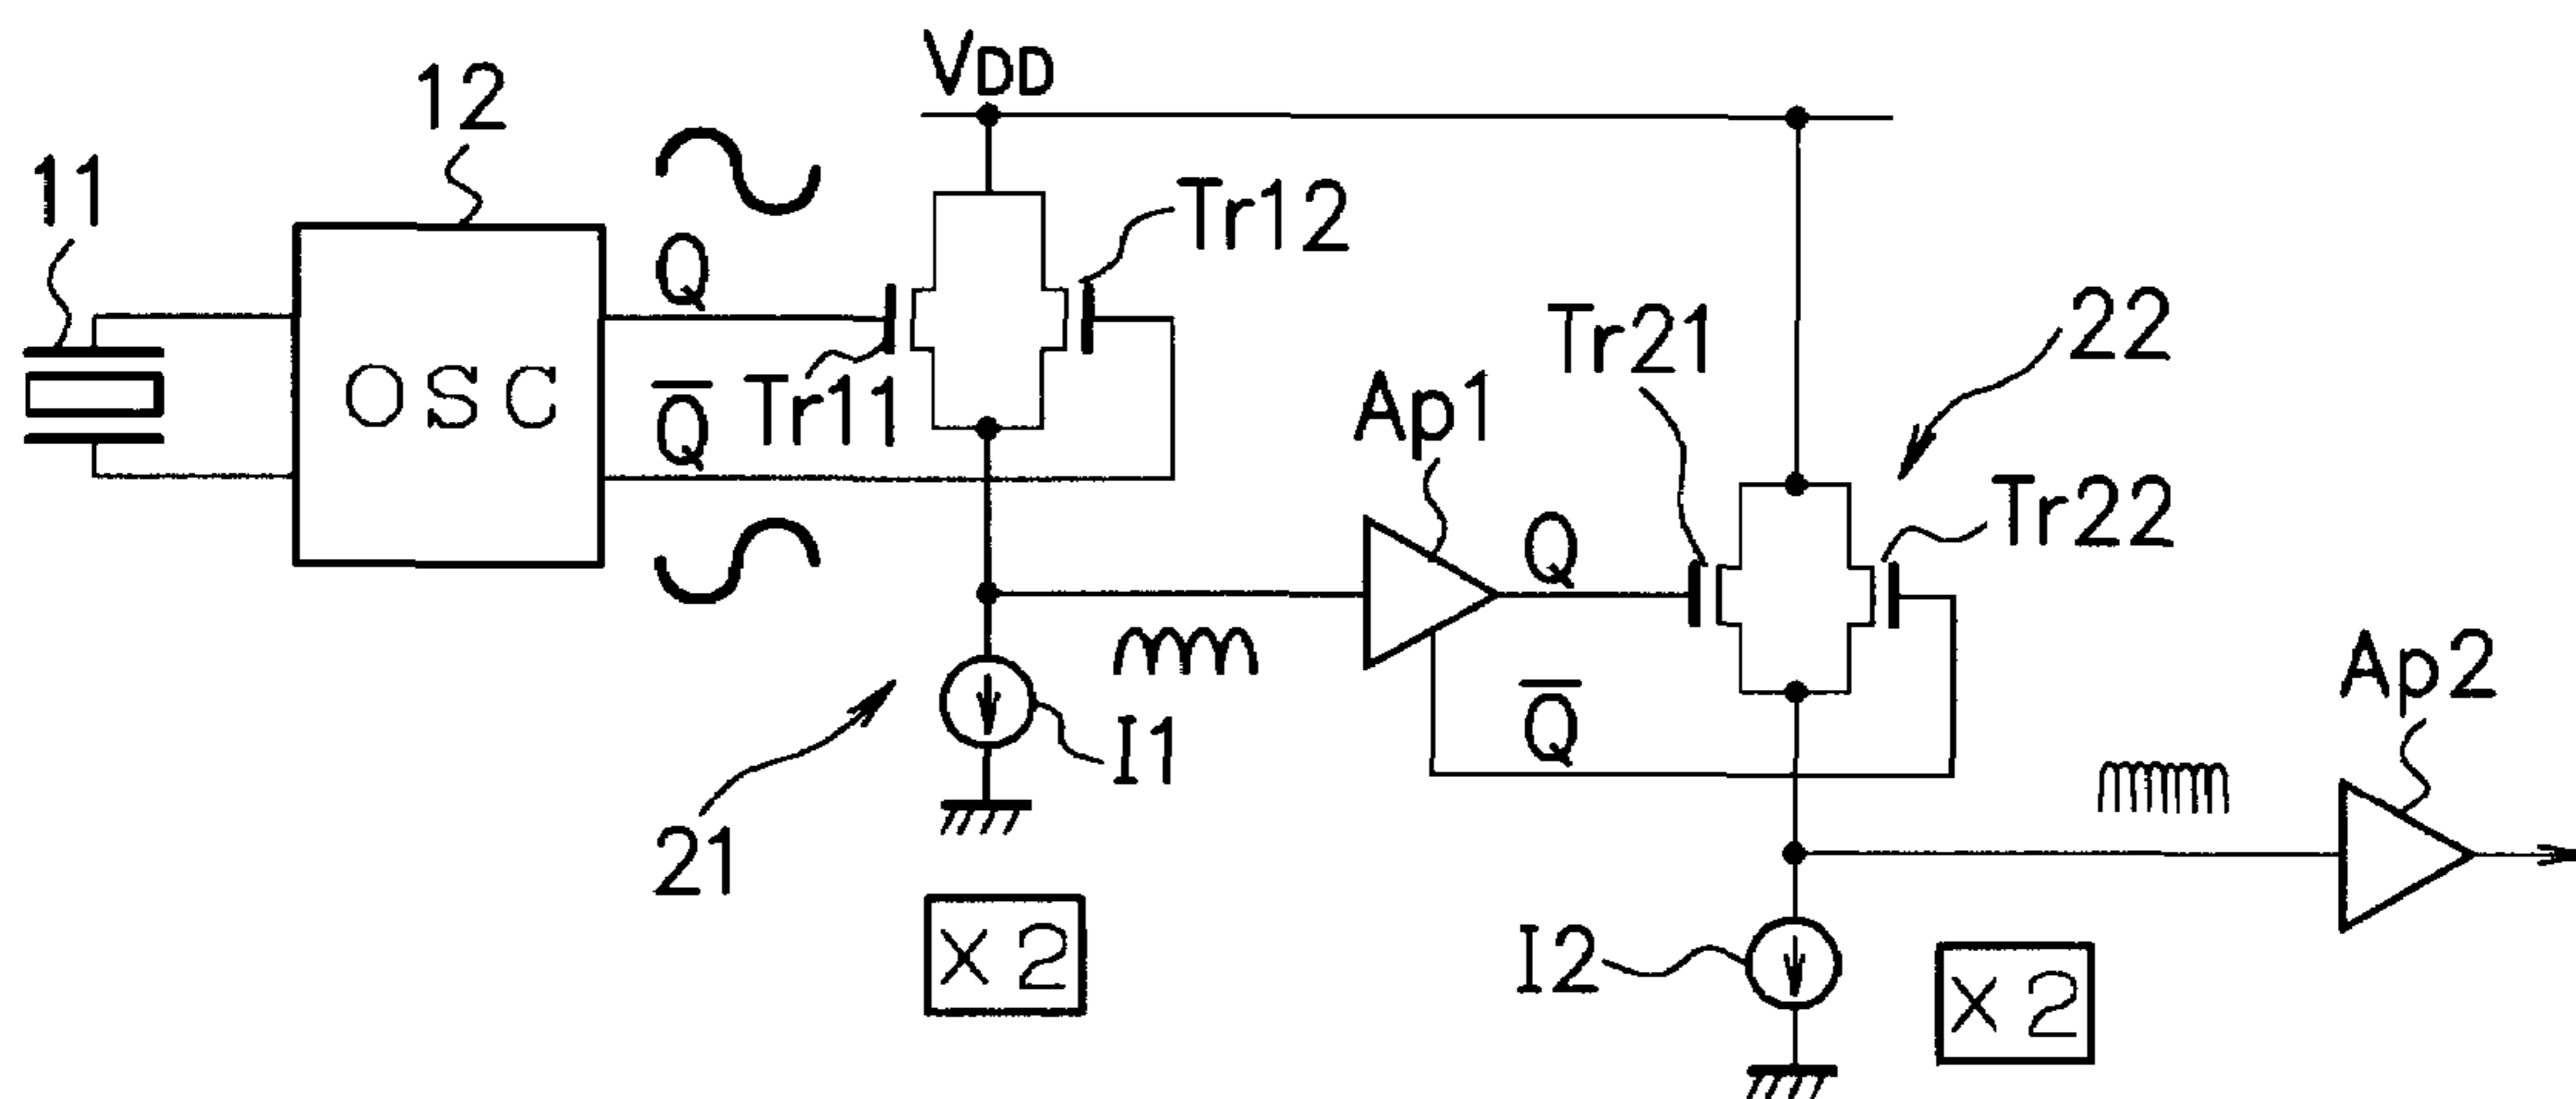 VDD
12
11
Q
Tr12
OSC
Q̅
Tr11
Tr21
22
Ap1
Q
Tr22
Q̅
Ap2
I1
21
X2
I2
X2